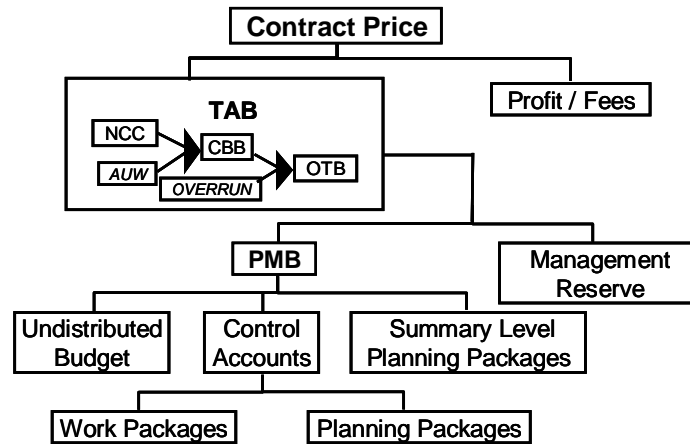 Contract Price
TAB
Profit / Fees
NCC
CBB
AUW
OVERRUN
OTB
PMB
Management
Reserve
Undistributed
Budget
Control
Accounts
Summary Level
Planning Packages
Work Packages
Planning Packages